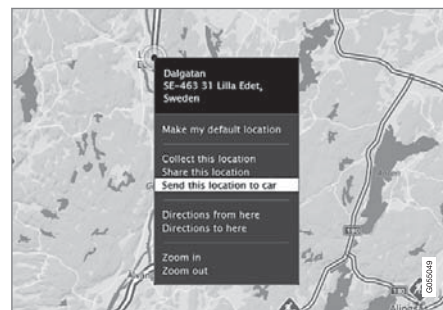 Dalgatan
SE-463 31 Lilla Edet,
Sweden
Make my default location
Collect this location
Share this location
Send this location to car
Directions from here
Directions to here
Zoom in
Zoom out
G055049